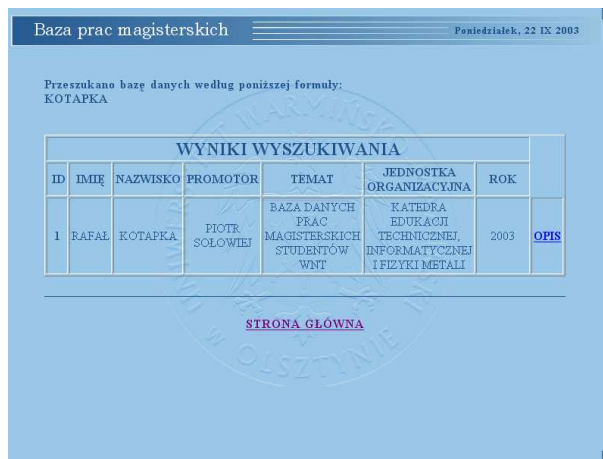 Baza prac magisterskich
Poniedziałek, 22 IX 2003
Przeszukano bazę danych według poniższej formuły:
KOTAPKA
WYNIKI WYSZUKIWANIA
ID IMIĘ NAZWISKO PROMOTOR TEMAT JEDNOSTKA ORGANIZACYJNA ROK
1 RAFAŁ KOTAPKA PIOTR SOŁOWIEJ BAZA DANYCH PRAC MAGISTERSKICH STUDENTÓW WNT KATEDRA EDUKACJI TECHNICZNEJ, INFORMATYCZNEJ I FIZYKI METALI 2003 OPIS
STRONA GŁÓWNA
W OLSZTYNIE